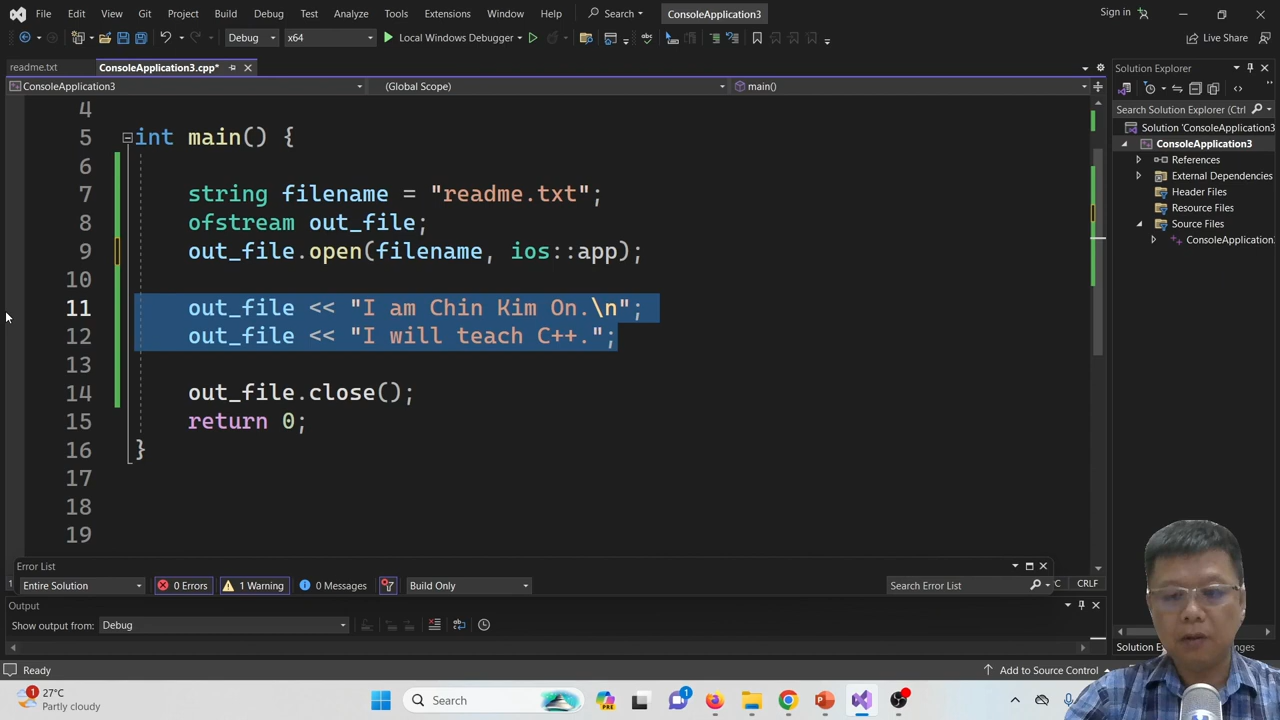 File Edit View Git Project Build Debug Test Analyze Tools Extensions Window Help Search ConsoleApplication3 Sign in
Debug x64 Local Windows Debugger Live Share
readme.txt ConsoleApplication3.cpp*
ConsoleApplication3 (Global Scope) main()
4
5 int main() {
6
7 string filename = "readme.txt";
8 ofstream out_file;
9 out_file.open(filename, ios::app);
10
11 out_file << "I am Chin Kim On.\n";
12 out_file << "I will teach C++.";
13
14 out_file.close();
15 return 0;
16 }
17
18
19
Error List
Entire Solution 0 Errors 1 Warning 0 Messages Build Only Search Error List CRLF
Output
Show output from: Debug
Ready Add to Source Control
Solution Explorer
Search Solution Explorer (Ctrl
Solution 'ConsoleApplication3
ConsoleApplication3
References
External Dependencies
Header Files
Resource Files
Source Files
ConsoleApplication.
Solution
27°C
Partly cloudy
Search
PRE